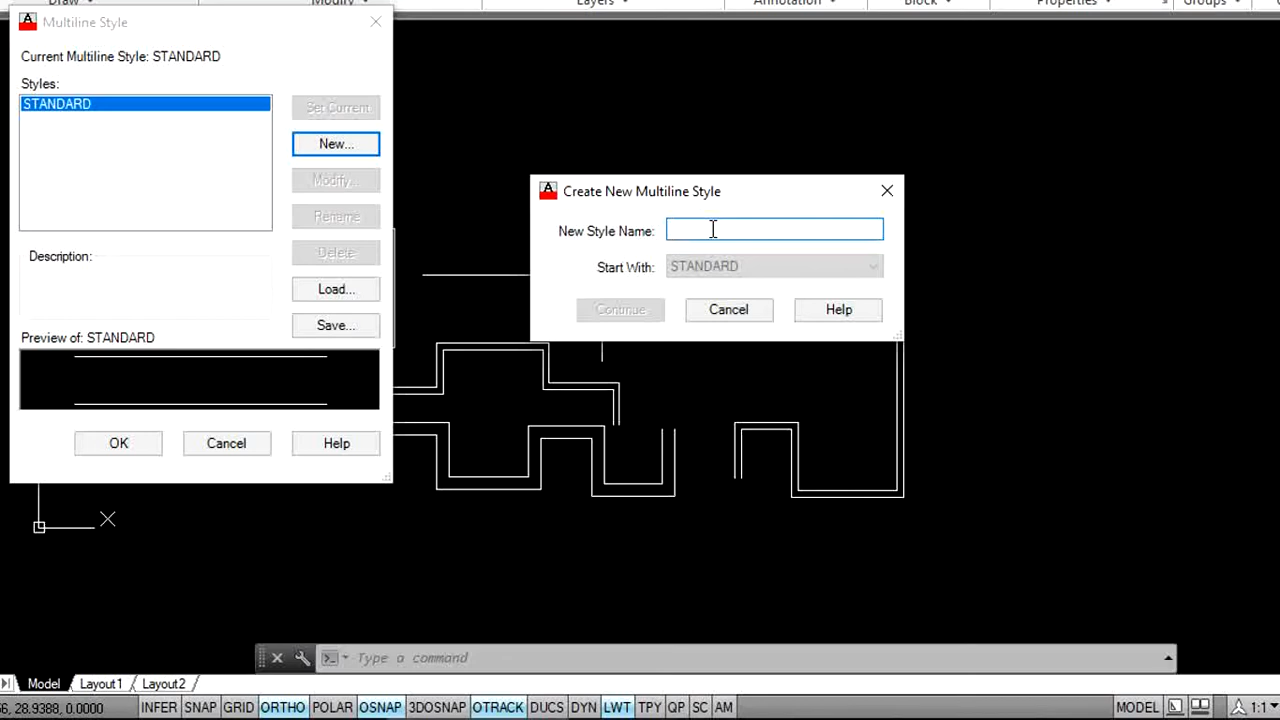 Draw
Modify
Layers
Annotation
Block
Properties
Groups
Multiline Style
Current Multiline Style: STANDARD
Styles:
STANDARD
Set Current
New...
Modify...
Rename
Delete
Description:
Load...
Save...
Preview of: STANDARD
OK Cancel Help
Create New Multiline Style
New Style Name:
Start With: STANDARD
Continue Cancel Help
Type a command
Model Layout1 Layout2
28.9388, 0.0000 INFER SNAP GRID ORTHO POLAR OSNAP 3DOSNAP OTRACK DUCS DYN LWT TPY QP SC AM MODEL 1:1